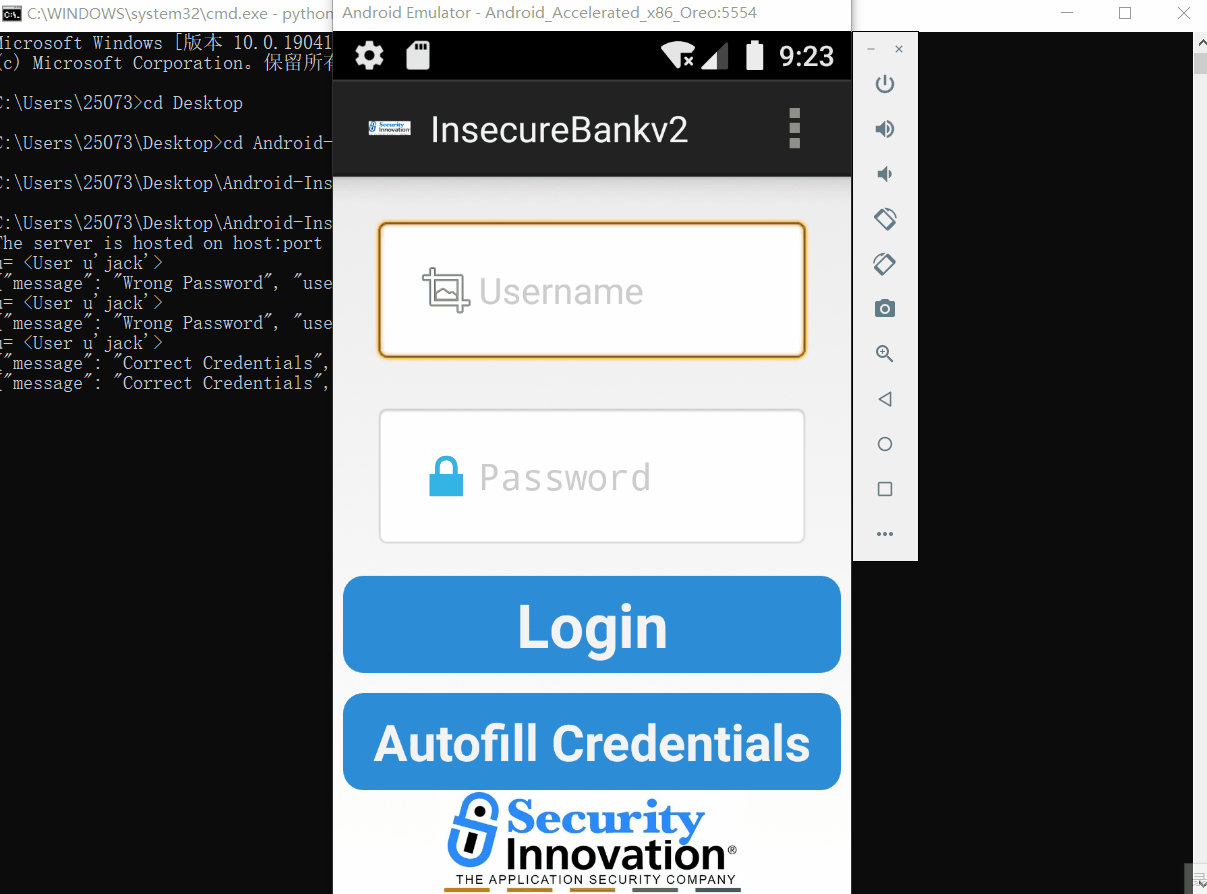 C:\WINDOWS\system32\cmd.exe - python
Microsoft Windows [版本 10.0.19041
(c) Microsoft Corporation。保留所有
C:\Users\25073>cd Desktop
C:\Users\25073\Desktop>cd Android-
C:\Users\25073\Desktop\Android-Ins
C:\Users\25073\Desktop\Android-Ins
The server is hosted on host:port
u= <User u'jack'>
{"message": "Wrong Password", "use
u= <User u'jack'>
{"message": "Wrong Password", "use
u= <User u'jack'>
{"message": "Correct Credentials",
{"message": "Correct Credentials",
Android Emulator - Android_Accelerated_x86_Oreo:5554
9:23
Security
Innovation
InsecureBankv2
Username
Password
Login
Autofill Credentials
Security
Innovation®
THE APPLICATION SECURITY COMPANY